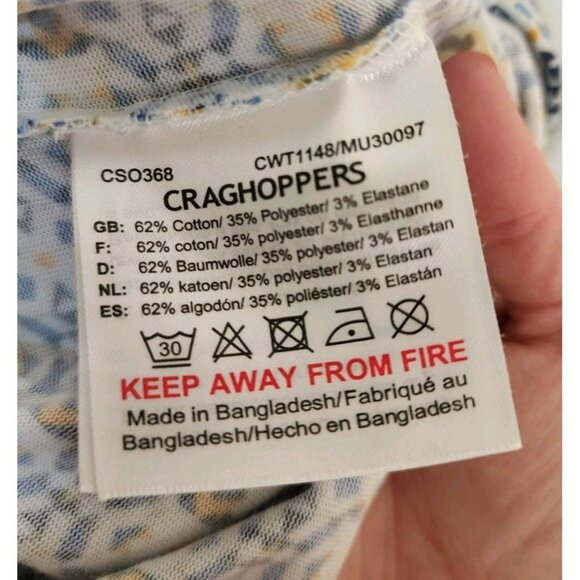 CSO368 CWT1148/MU30097
CRAGHOPPERS
GB: 62% Cotton/ 35% Polyester/ 3% Elastane
F: 62% coton/ 35% polyester/ 3% Elasthanne
D: 62% Baumwolle/ 35% polyester/ 3% Elastan
NL: 62% katoen/ 35% polyester/ 3% Elastan
ES: 62% algodón/ 35% poliéster/ 3% Elastán
30
KEEP AWAY FROM FIRE
Made in Bangladesh/Fabriqué au
Bangladesh/Hecho en Bangladesh